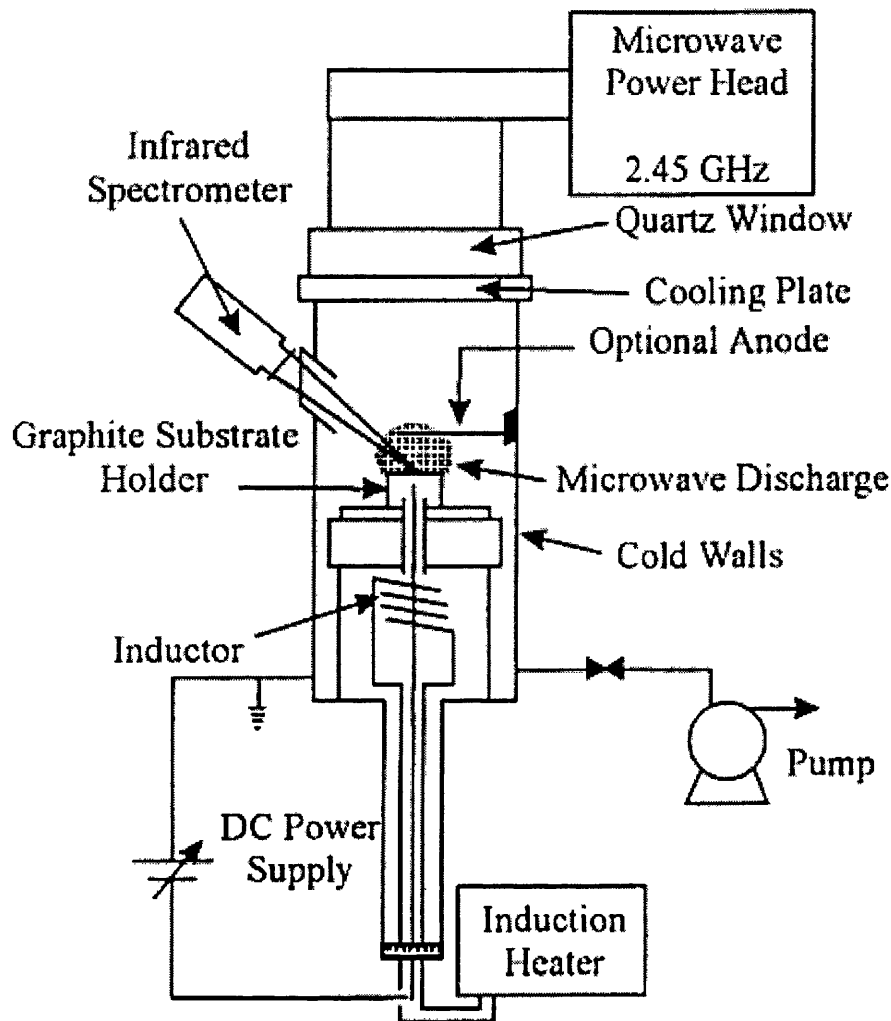 Microwave
Power Head
2.45 GHz
Infrared
Spectrometer
Quartz Window
Cooling Plate
Optional Anode
Graphite Substrate
Holder
Microwave Discharge
Cold Walls
Inductor
Pump
DC Power
Supply
Induction
Heater